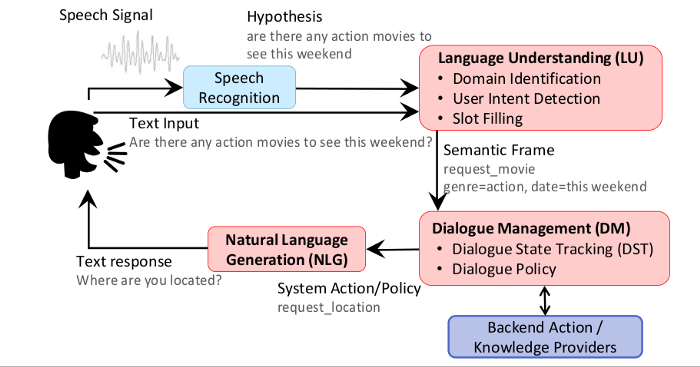 Speech Signal
Hypothesis
are there any action movies to
see this weekend
Speech
Recognition
Language Understanding (LU)
• Domain Identification
• User Intent Detection
• Slot Filling
Text Input
Are there any action movies to see this weekend?
Semantic Frame
request_movie
genre=action, date=this weekend
Dialogue Management (DM)
• Dialogue State Tracking (DST)
• Dialogue Policy
Natural Language
Generation (NLG)
Text response
Where are you located?
System Action/Policy
request_location
Backend Action /
Knowledge Providers